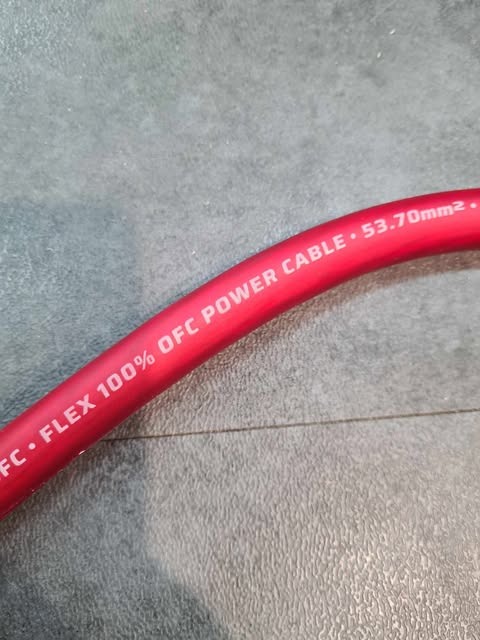 FC • FLEX 100% OFC POWER CABLE • 53.70mm² •